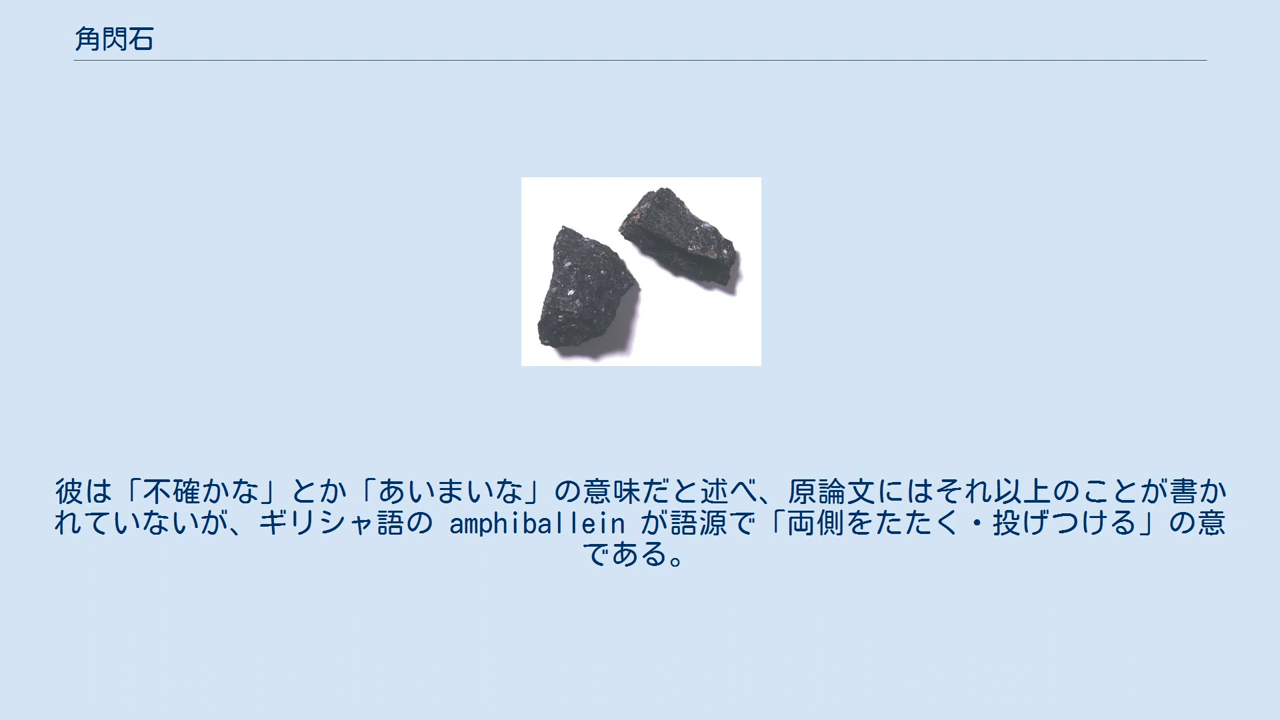 角閃石
彼は「不確かな」とか「あいまいな」の意味だと述べ、原論文にはそれ以上のことが書か
れていないが、ギリシャ語の amphiballein が語源で「両側をたたく・投げつける」の意
である。